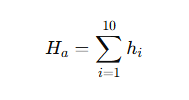 $H_a = \sum_{i=1}^{10} h_i$